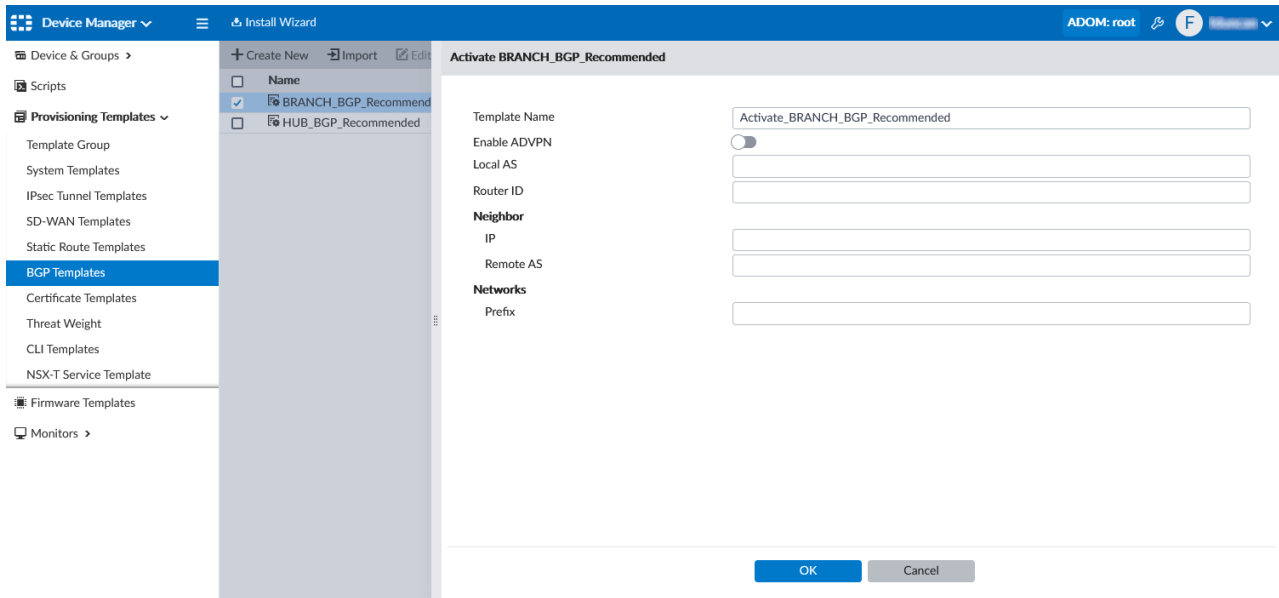 Device Manager
Install Wizard
ADOM: root
F
Device & Groups
Scripts
Provisioning Templates
Template Group
System Templates
IPsec Tunnel Templates
SD-WAN Templates
Static Route Templates
BGP Templates
Certificate Templates
Threat Weight
CLI Templates
NSX-T Service Template
Firmware Templates
Monitors
Create New Import Edit
Name
BRANCH_BGP_Recommend
HUB_BGP_Recommended
Activate BRANCH_BGP_Recommended
Template Name Activate_BRANCH_BGP_Recommended
Enable ADVPN
Local AS
Router ID
Neighbor
IP
Remote AS
Networks
Prefix
OK Cancel